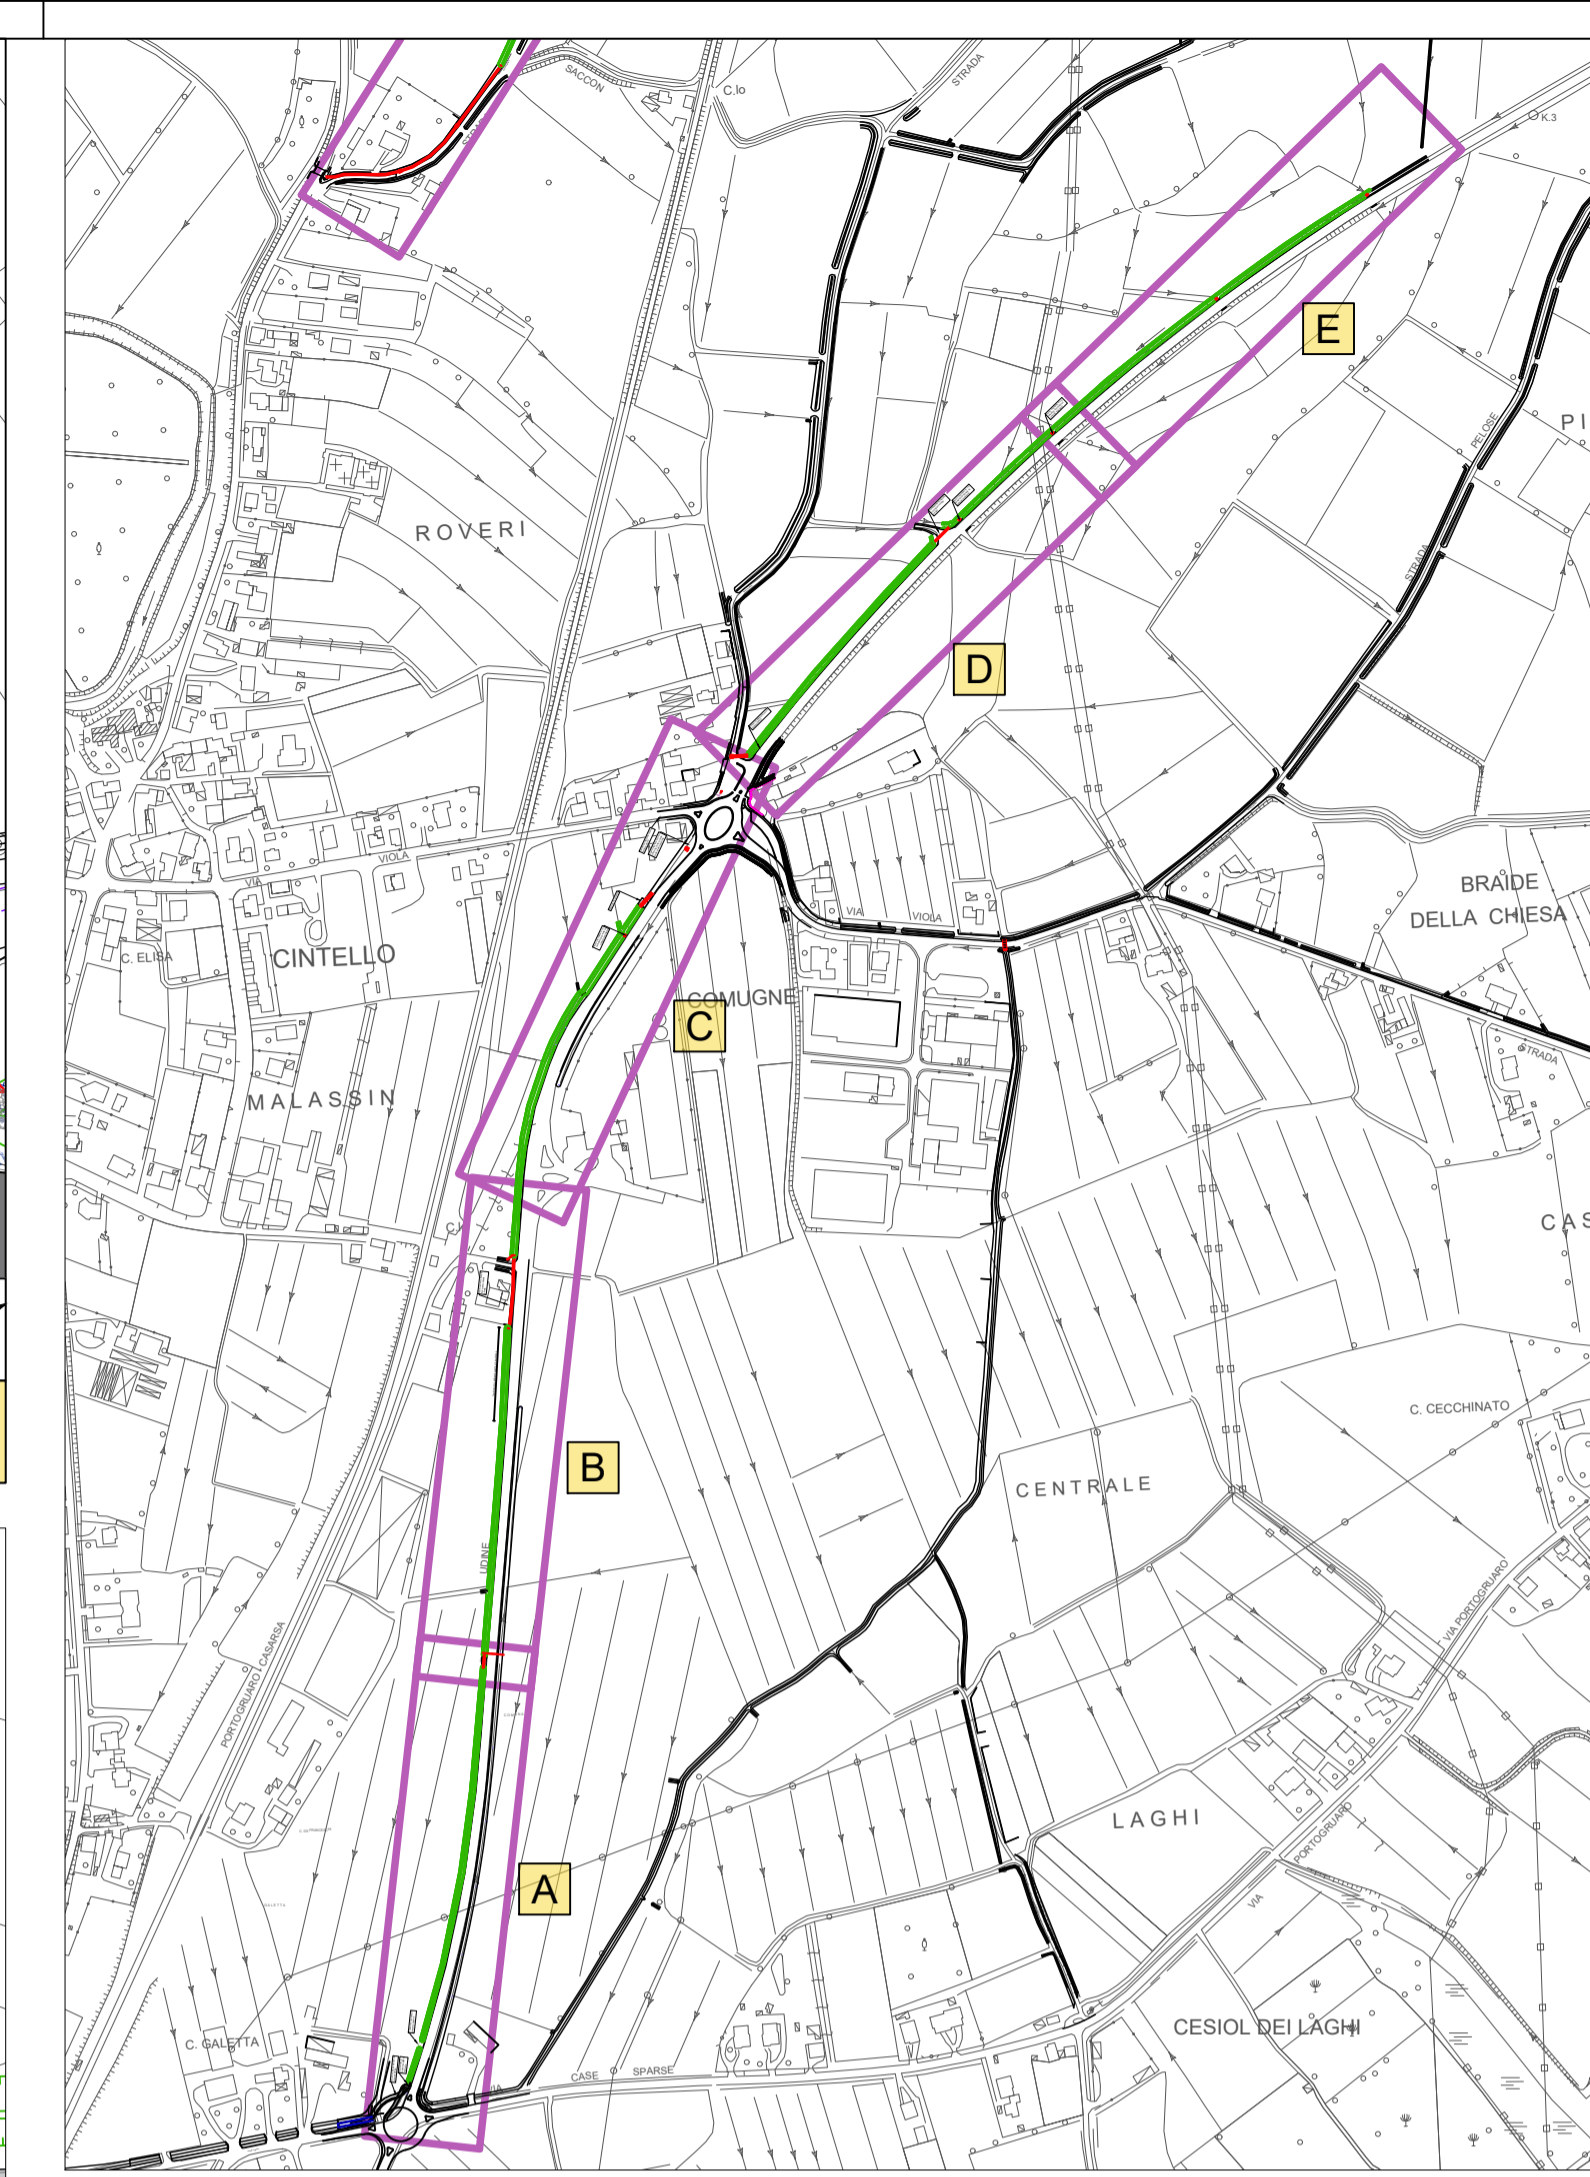 SACCON
C.lo
STRADA
K.3
E
PELOSE
PI
ROVERI
STRADA
D
VIOLA
VIA
BRAIDE
DELLA CHIESA
VIA
VIOLA
C. ELISA
CINTELLO
COMUGNE
C
STRADA
MALASSIN
CAS
C. CECCHINATO
B
CENTRALE
UDINE
VIA PORTOGRUARO
PORTOGRUARO - CASARSA
LAGHI
PORTOGRUARO
A
VIA
CESIOL DEI LAGHI
C. GALETTA
CASE SPARSE
VIA